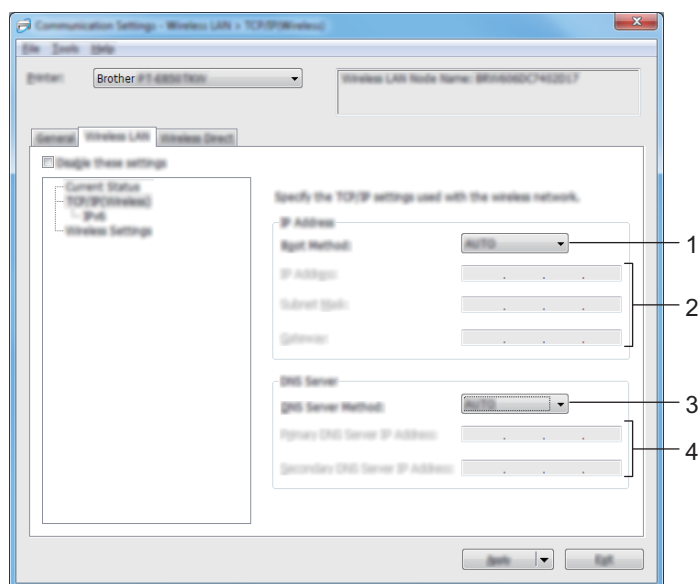 Communication Settings - Wireless LAN > TCP/IP(Wireless)
File Tools Help
Printer:
Brother PT-E850TKW
Wireless LAN Node Name: BRW606DC7402D17
General
Wireless LAN
Wireless Direct
Disable these settings
Current Status
TCP/IP(Wireless)
IPv6
Wireless Settings
Specify the TCP/IP settings used with the wireless network.
IP Address
Boot Method:
AUTO
1
IP Address:
Subnet Mask:
2
Gateway:
DNS Server
DNS Server Method:
AUTO
3
Primary DNS Server IP Address:
4
Secondary DNS Server IP Address:
Apply
Exit